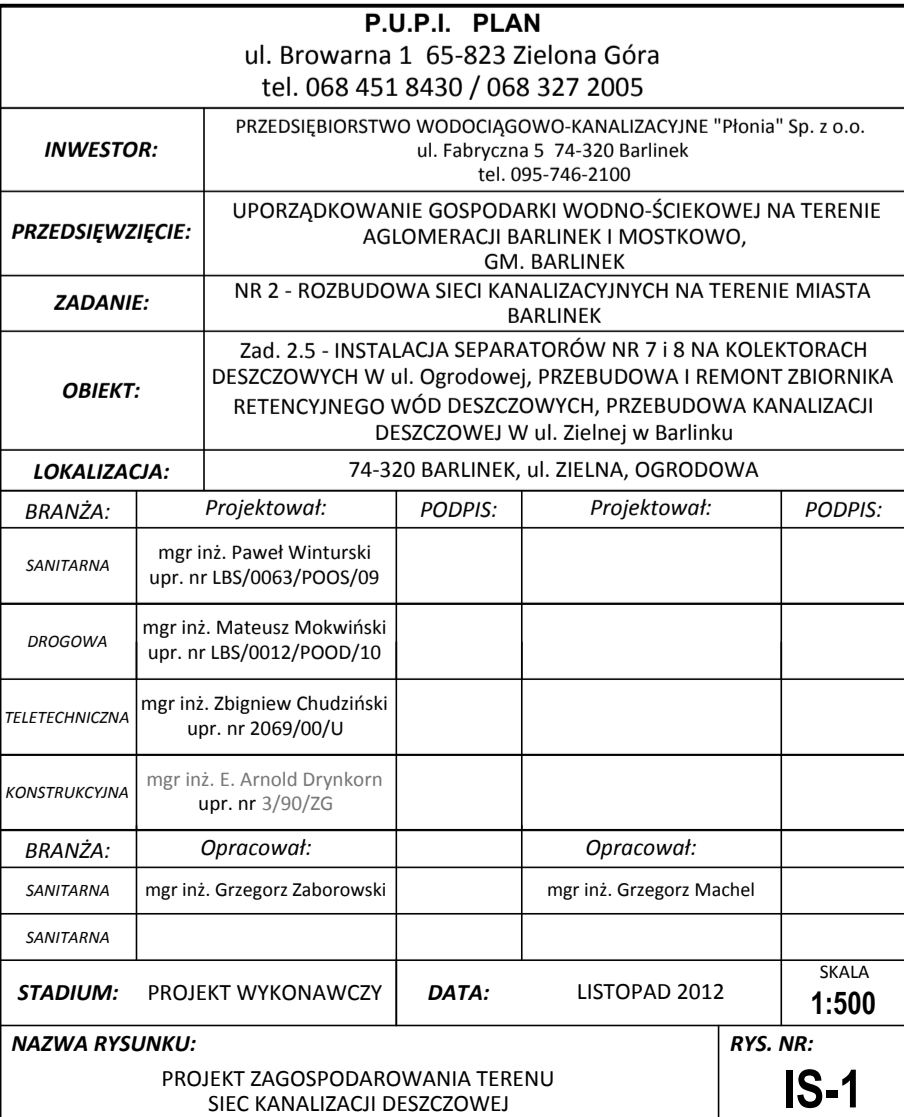 P.U.P.I. PLAN
ul. Browarna 1 65-823 Zielona Góra
tel. 068 451 8430 / 068 327 2005
INWESTOR:
PRZEDSIĘBIORSTWO WODOCIĄGOWO-KANALIZACYJNE "Płonia" Sp. z o.o.
ul. Fabryczna 5 74-320 Barlinek
tel. 095-746-2100
PRZEDSIĘWZIĘCIE:
UPORZĄDKOWANIE GOSPODARKI WODNO-ŚCIEKOWEJ NA TERENIE
AGLOMERACJI BARLINEK I MOSTKOWO,
GM. BARLINEK
ZADANIE:
NR 2 - ROZBUDOWA SIECI KANALIZACYJNYCH NA TERENIE MIASTA
BARLINEK
OBIEKT:
Zad. 2.5 - INSTALACJA SEPARATORÓW NR 7 i 8 NA KOLEKTORACH
DESZCZOWYCH W ul. Ogrodowej, PRZEBUDOWA I REMONT ZBIORNIKA
RETENCYJNEGO WÓD DESZCZOWYCH, PRZEBUDOWA KANALIZACJI
DESZCZOWEJ W ul. Zielnej w Barlinku
LOKALIZACJA:
74-320 BARLINEK, ul. ZIELNA, OGRODOWA
BRANŻA: Projektował: PODPIS: Projektował: PODPIS:
SANITARNA
mgr inż. Paweł Winturski
upr. nr LBS/0063/POOS/09
DROGOWA
mgr inż. Mateusz Mokwiński
upr. nr LBS/0012/POOD/10
TELETECHNICZNA
mgr inż. Zbigniew Chudziński
upr. nr 2069/00/U
KONSTRUKCYJNA
mgr inż. E. Arnold Drynkorn
upr. nr 3/90/ZG
BRANŻA: Opracował: Opracował:
SANITARNA mgr inż. Grzegorz Zaborowski mgr inż. Grzegorz Machel
SANITARNA
STADIUM: PROJEKT WYKONAWCZY DATA: LISTOPAD 2012
SKALA
1:500
NAZWA RYSUNKU:
PROJEKT ZAGOSPODAROWANIA TERENU
SIEC KANALIZACJI DESZCZOWEJ
RYS. NR:
IS-1